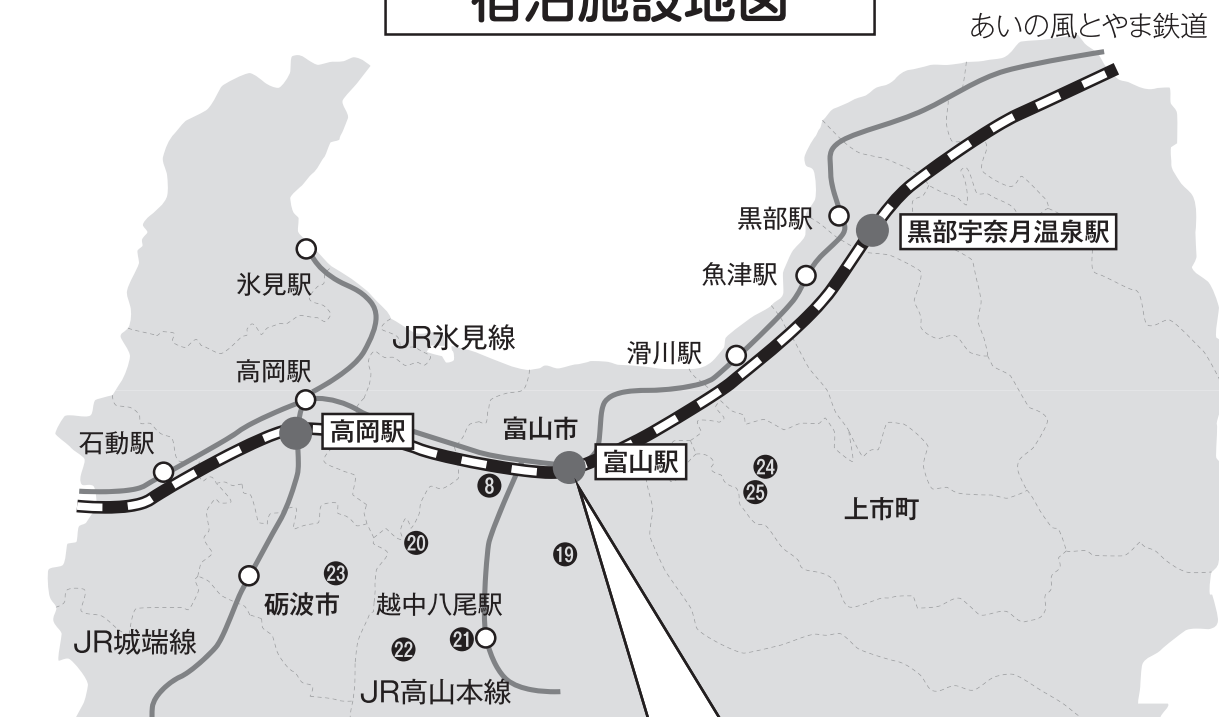 宿泊施設地図
あいの風とやま鉄道
黒部駅
黒部宇奈月温泉駅
魚津駅
氷見駅
JR氷見線
滑川駅
高岡駅
高岡駅
富山市
石動駅
富山駅
24
8
25
上市町
20
19
23
砺波市
越中八尾駅
JR城端線
22
21
JR高山本線